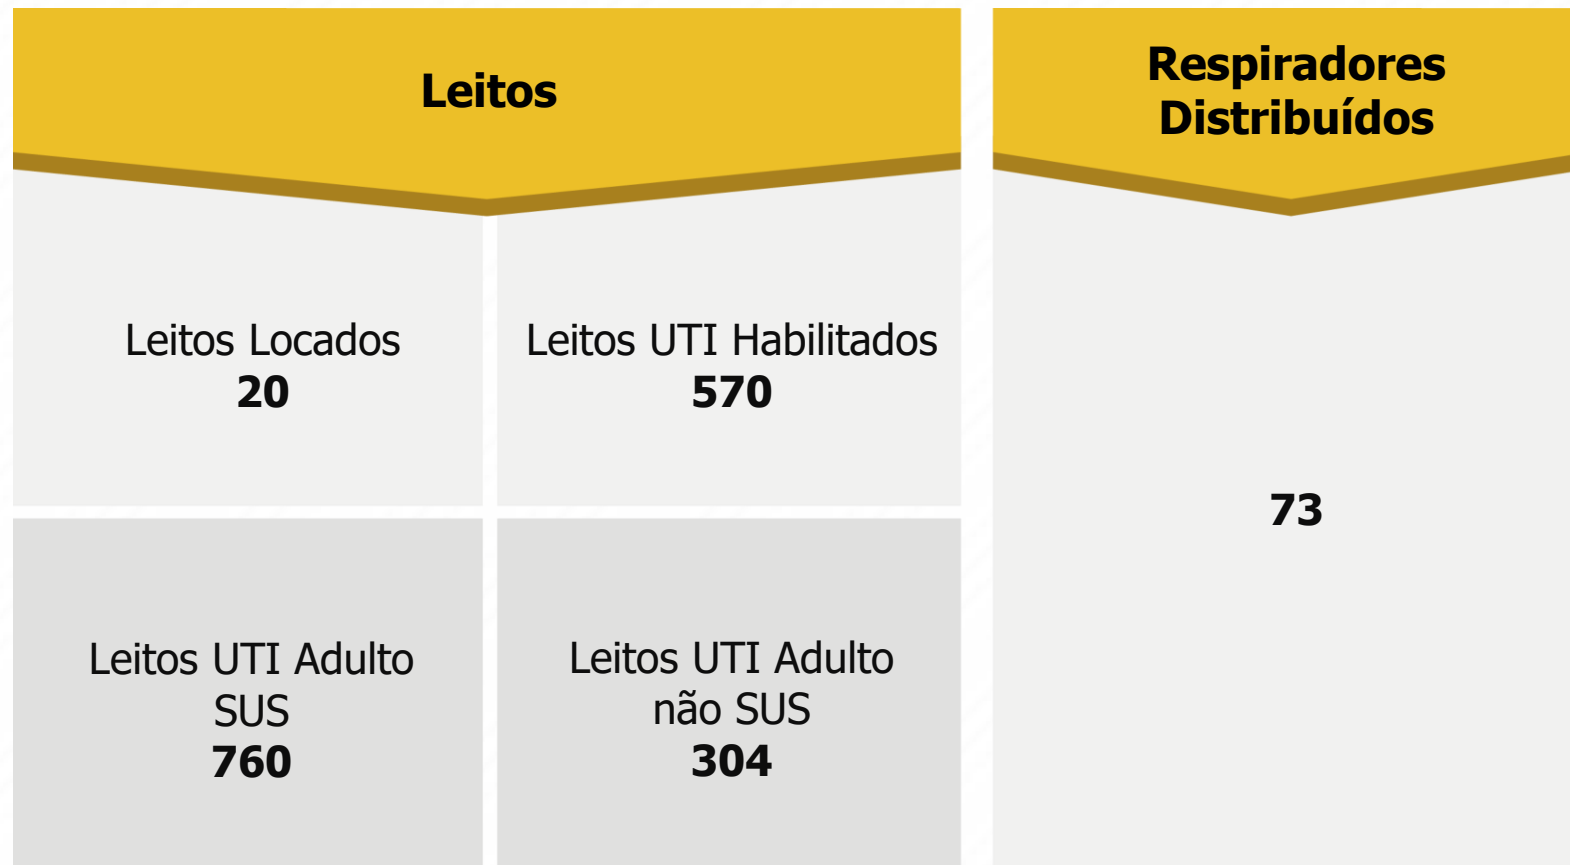 Leitos
Leitos Locados
20
Leitos UTI Habilitados
570
Leitos UTI Adulto
SUS
760
Leitos UTI Adulto
não SUS
304
Respiradores
Distribuídos
73